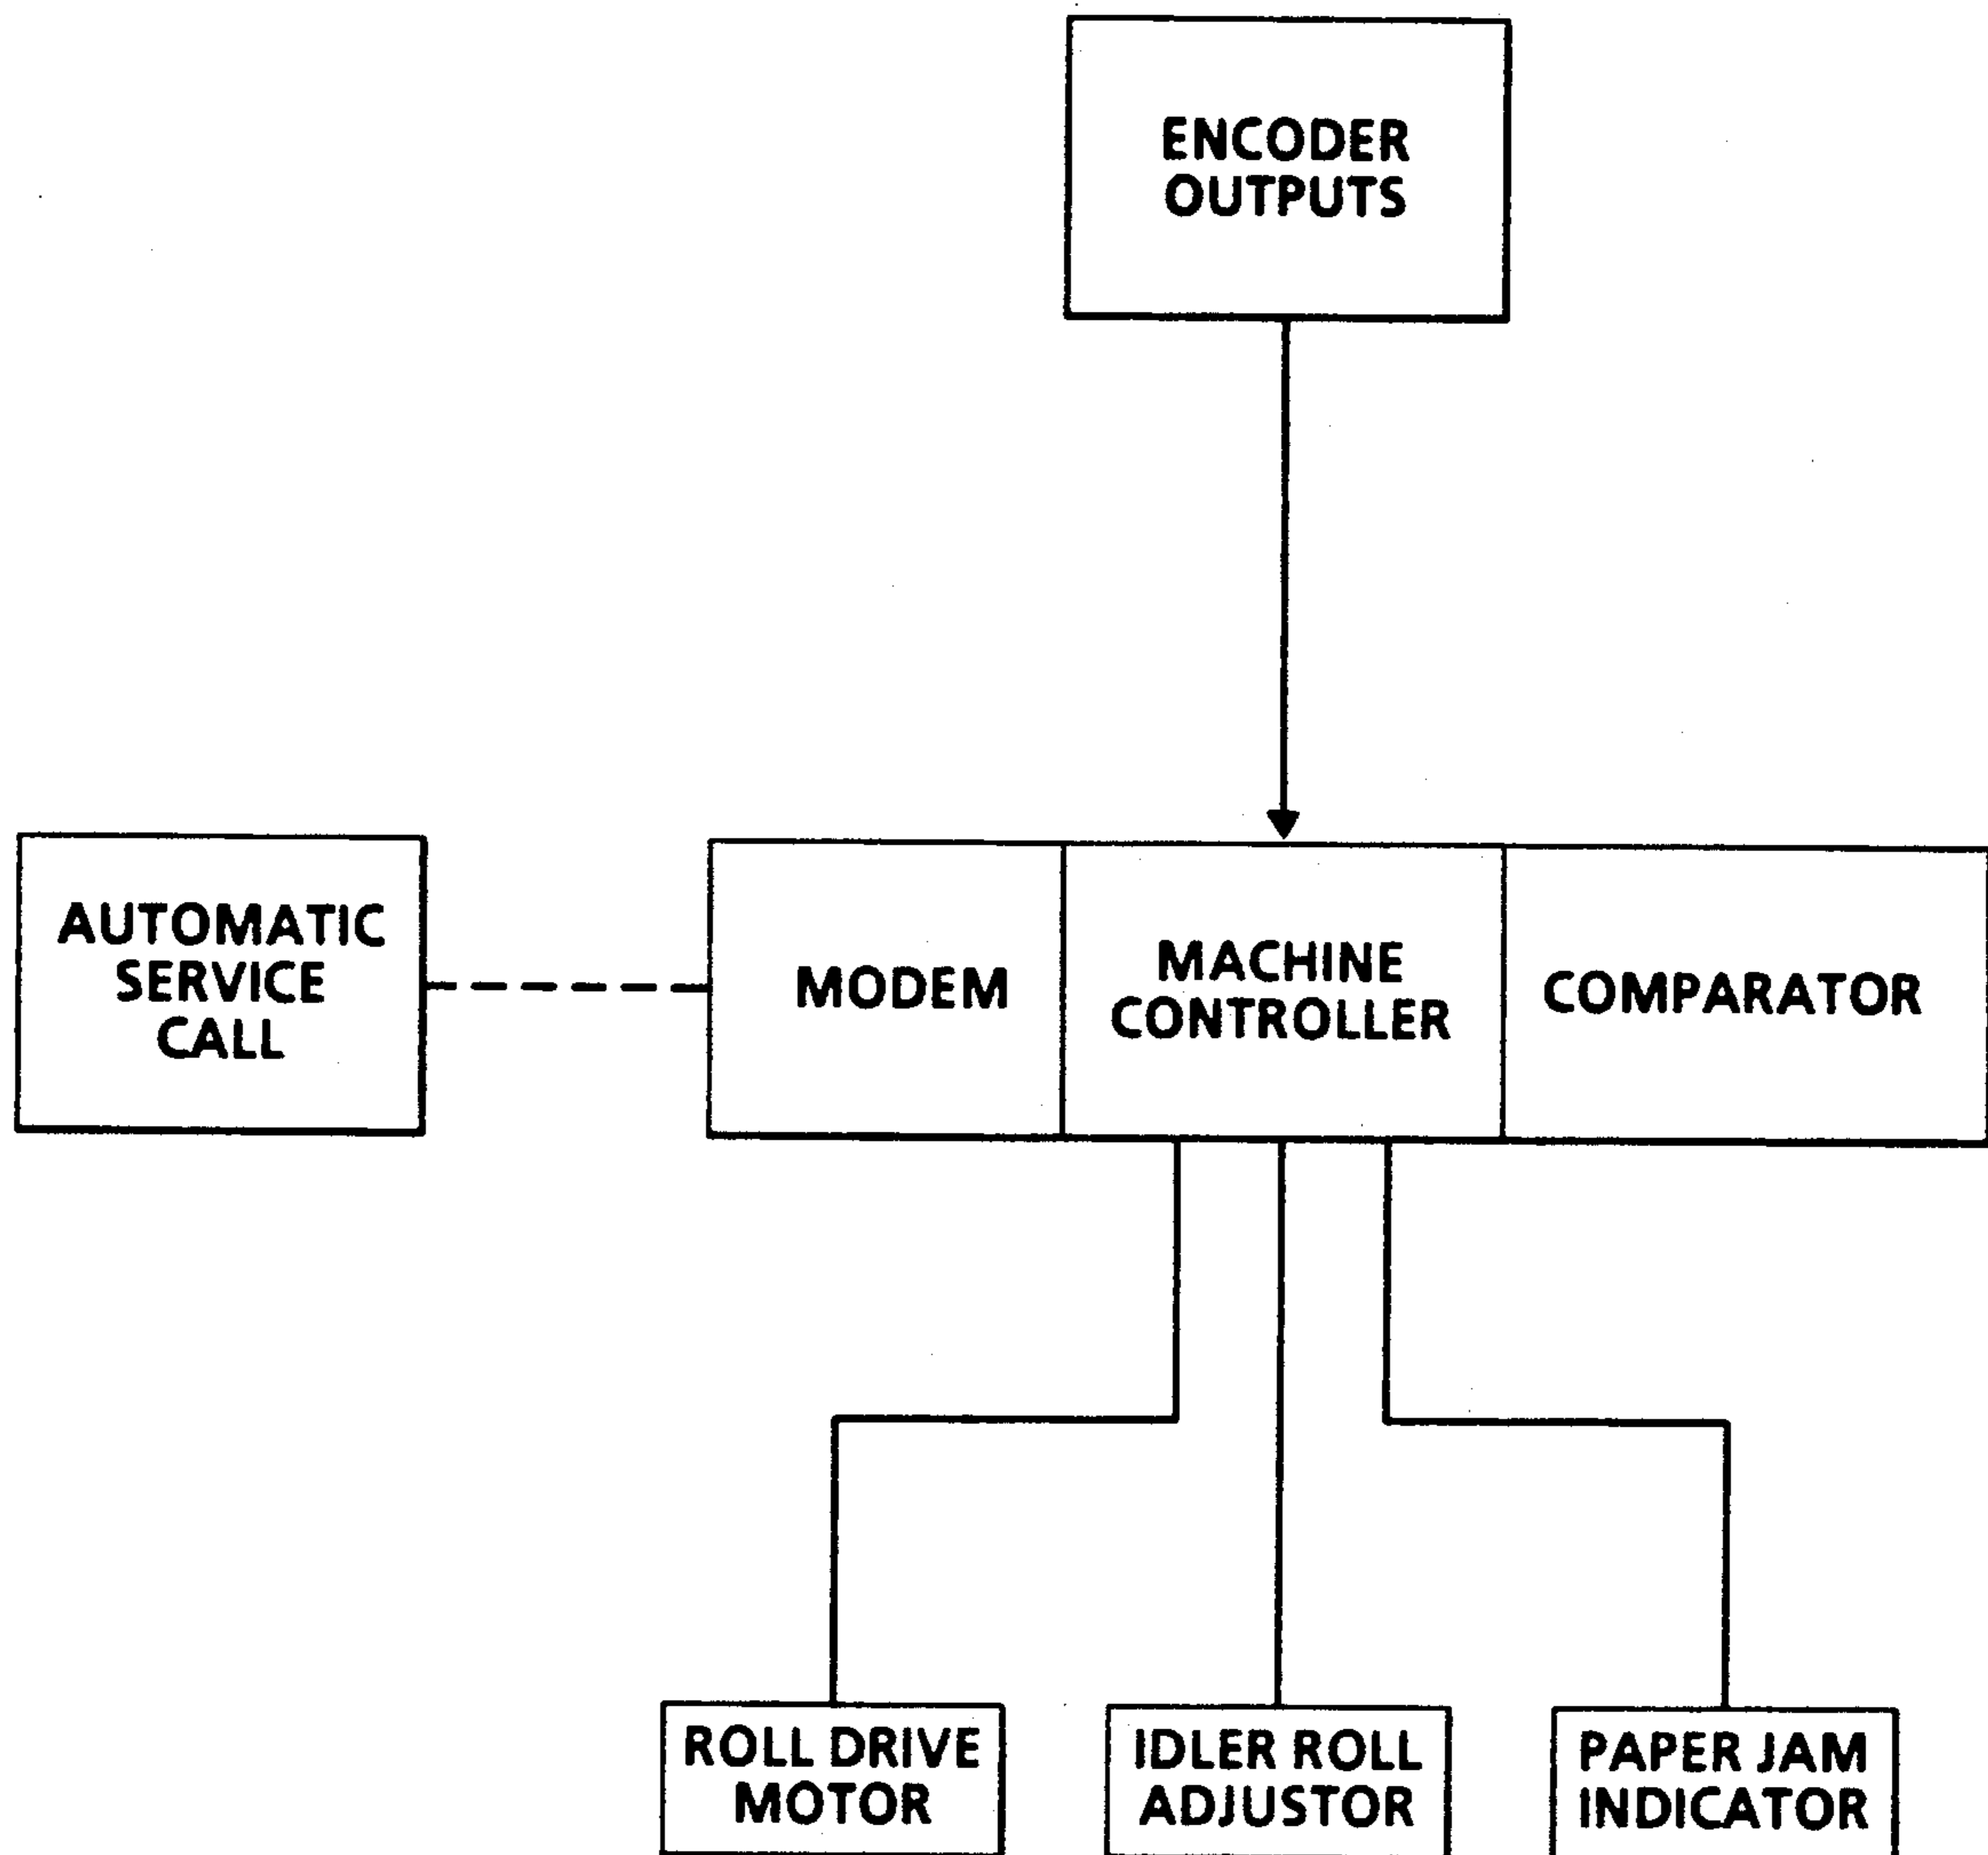 ENCODER
OUTPUTS
AUTOMATIC
SERVICE
CALL
MODEM
MACHINE
CONTROLLER
COMPARATOR
ROLL DRIVE
MOTOR
IDLER ROLL
ADJUSTOR
PAPER JAM
INDICATOR